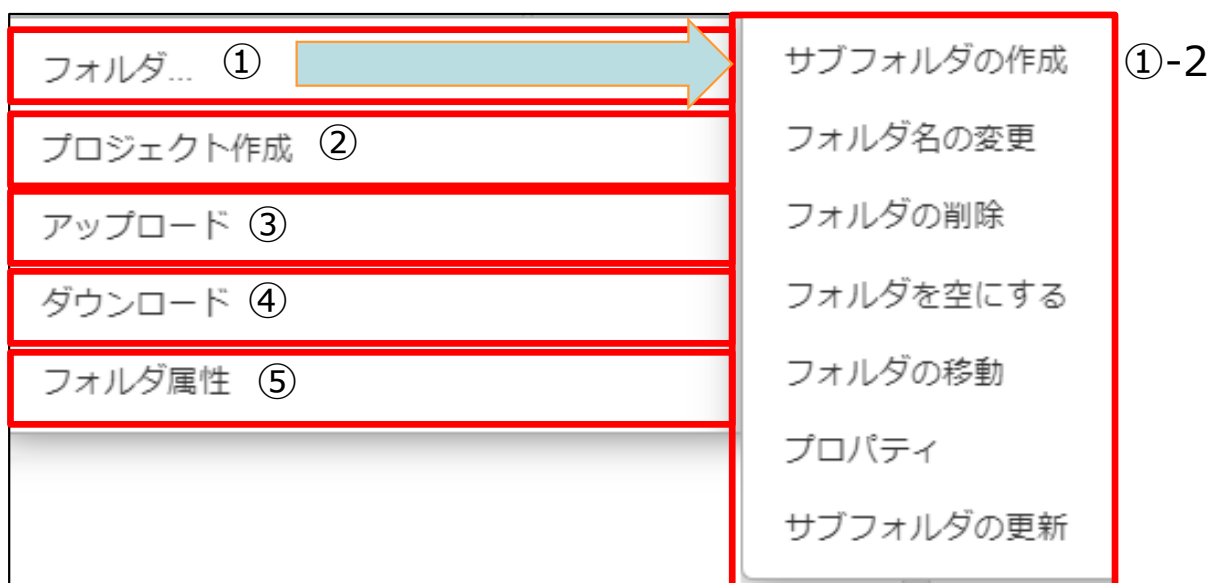 フォルダ... ①
プロジェクト作成 ②
アップロード ③
ダウンロード ④
フォルダ属性 ⑤
サブフォルダの作成 ①-2
フォルダ名の変更
フォルダの削除
フォルダを空にする
フォルダの移動
プロパティ
サブフォルダの更新